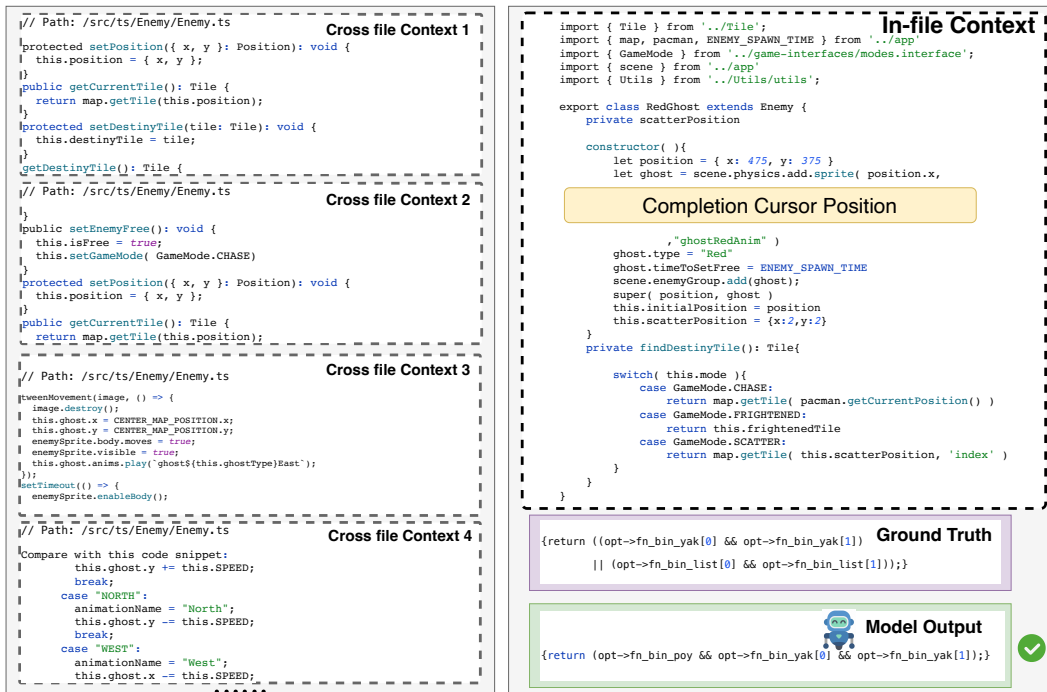 // Path: /src/ts/Enemy/Enemy.ts
Cross file Context 1
protected setPosition({ x, y }: Position): void {
this.position = { x, y };
}
public getCurrentTile(): Tile {
return map.getTile(this.position);
}
protected setDestinyTile(tile: Tile): void {
this.destinyTile = tile;
}
getDestinyTile(): Tile {
// Path: /src/ts/Enemy/Enemy.ts
Cross file Context 2
}
public setEnemyFree(): void {
this.isFree = true;
this.setGameMode( GameMode.CHASE)
}
protected setPosition({ x, y }: Position): void {
this.position = { x, y };
}
public getCurrentTile(): Tile {
return map.getTile(this.position);
// Path: /src/ts/Enemy/Enemy.ts
Cross file Context 3
tweenMovement(image, () => {
image.destroy();
this.ghost.x = CENTER_MAP_POSITION.x;
this.ghost.y = CENTER_MAP_POSITION.y;
enemySprite.body.moves = true;
enemySprite.visible = true;
this.ghost.anims.play(`ghost${this.ghostType}East`);
});
setTimeout(() => {
enemySprite.enableBody();
// Path: /src/ts/Enemy/Enemy.ts
Cross file Context 4
Compare with this code snippet:
this.ghost.y += this.SPEED;
break;
case "NORTH":
animationName = "North";
this.ghost.y -= this.SPEED;
break;
case "WEST":
animationName = "West";
this.ghost.x -= this.SPEED;
......
In-file Context
import { Tile } from '../Tile';
import { map, pacman, ENEMY_SPAWN_TIME } from '../app'
import { GameMode } from '../game-interfaces/modes.interface';
import { scene } from '../app'
import { Utils } from '../Utils/utils';
export class RedGhost extends Enemy {
private scatterPosition
constructor( ){
let position = { x: 475, y: 375 }
let ghost = scene.physics.add.sprite( position.x,
Completion Cursor Position
,"ghostRedAnim" )
ghost.type = "Red"
ghost.timeToSetFree = ENEMY_SPAWN_TIME
scene.enemyGroup.add(ghost);
super( position, ghost )
this.initialPosition = position
this.scatterPosition = {x:2,y:2}
}
private findDestinyTile(): Tile{
switch( this.mode ){
case GameMode.CHASE:
return map.getTile( pacman.getCurrentPosition() )
case GameMode.FRIGHTENED:
return this.frightenedTile
case GameMode.SCATTER:
return map.getTile( this.scatterPosition, 'index' )
}
}
}
Ground Truth
{return ((opt->fn_bin_yak[0] && opt->fn_bin_yak[1])
|| (opt->fn_bin_list[0] && opt->fn_bin_list[1]));}
Model Output
{return (opt->fn_bin_poy && opt->fn_bin_yak[0] && opt->fn_bin_yak[1]);}